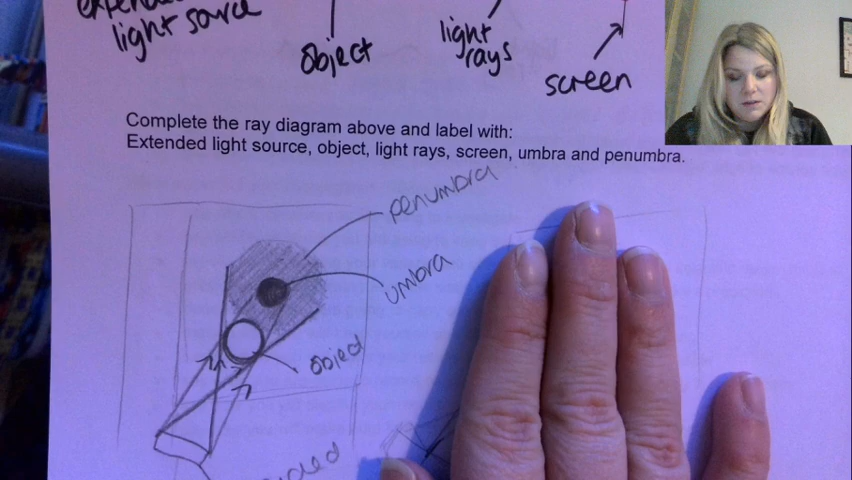 light source
object
light
rays
screen
Complete the ray diagram above and label with:
Extended light source, object, light rays, screen, umbra and penumbra.
penumbra
umbra
object